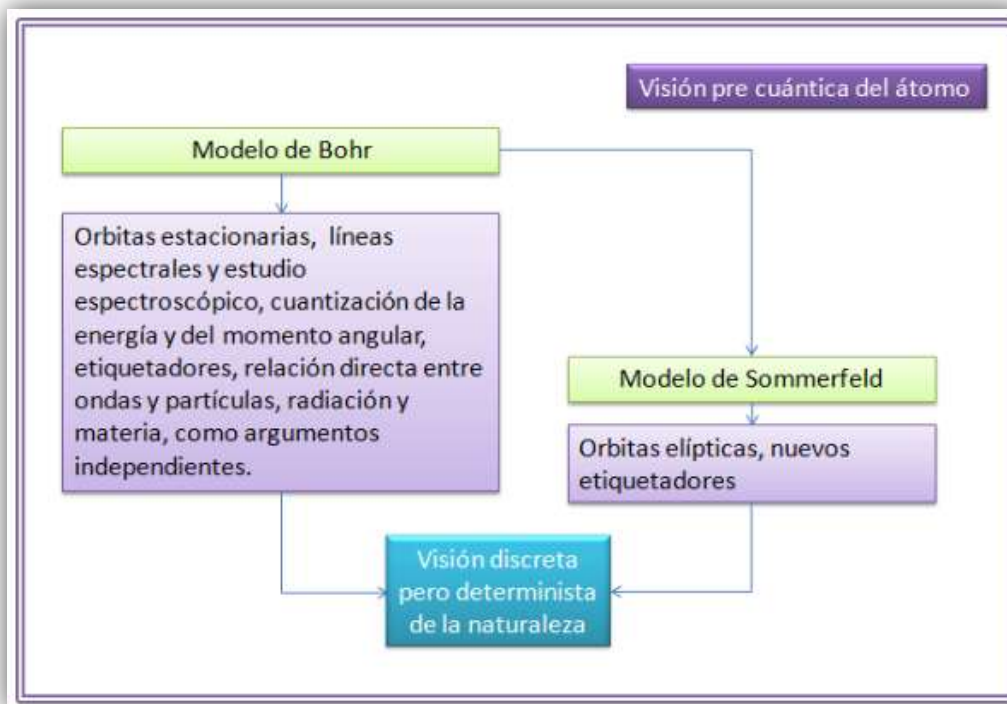 Visión pre cuántica del átomo
Modelo de Bohr
Orbitas estacionarias, líneas
espectrales y estudio
espectroscópico, cuantización de la
energía y del momento angular,
etiquetadores, relación directa entre
ondas y partículas, radiación y
materia, como argumentos
independientes.
Modelo de Sommerfeld
Orbitas elípticas, nuevos
etiquetadores
Visión discreta
pero determinista
de la naturaleza